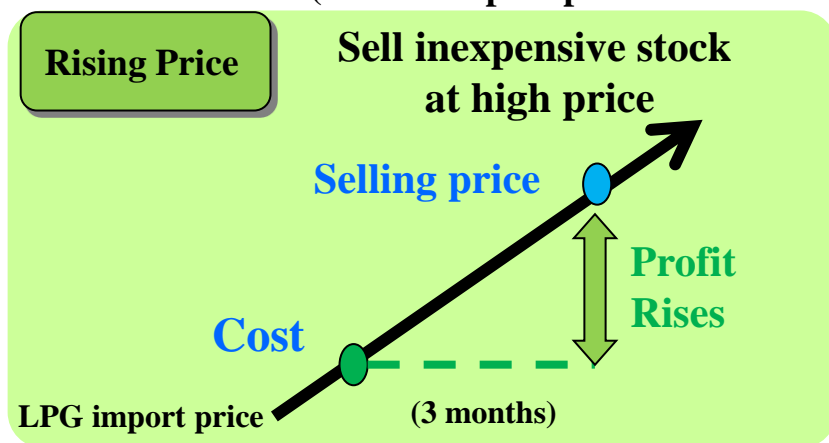 Rising Price
Sell inexpensive stock
at high price
Selling price
Profit
Rises
Cost
LPG import price
(3 months)